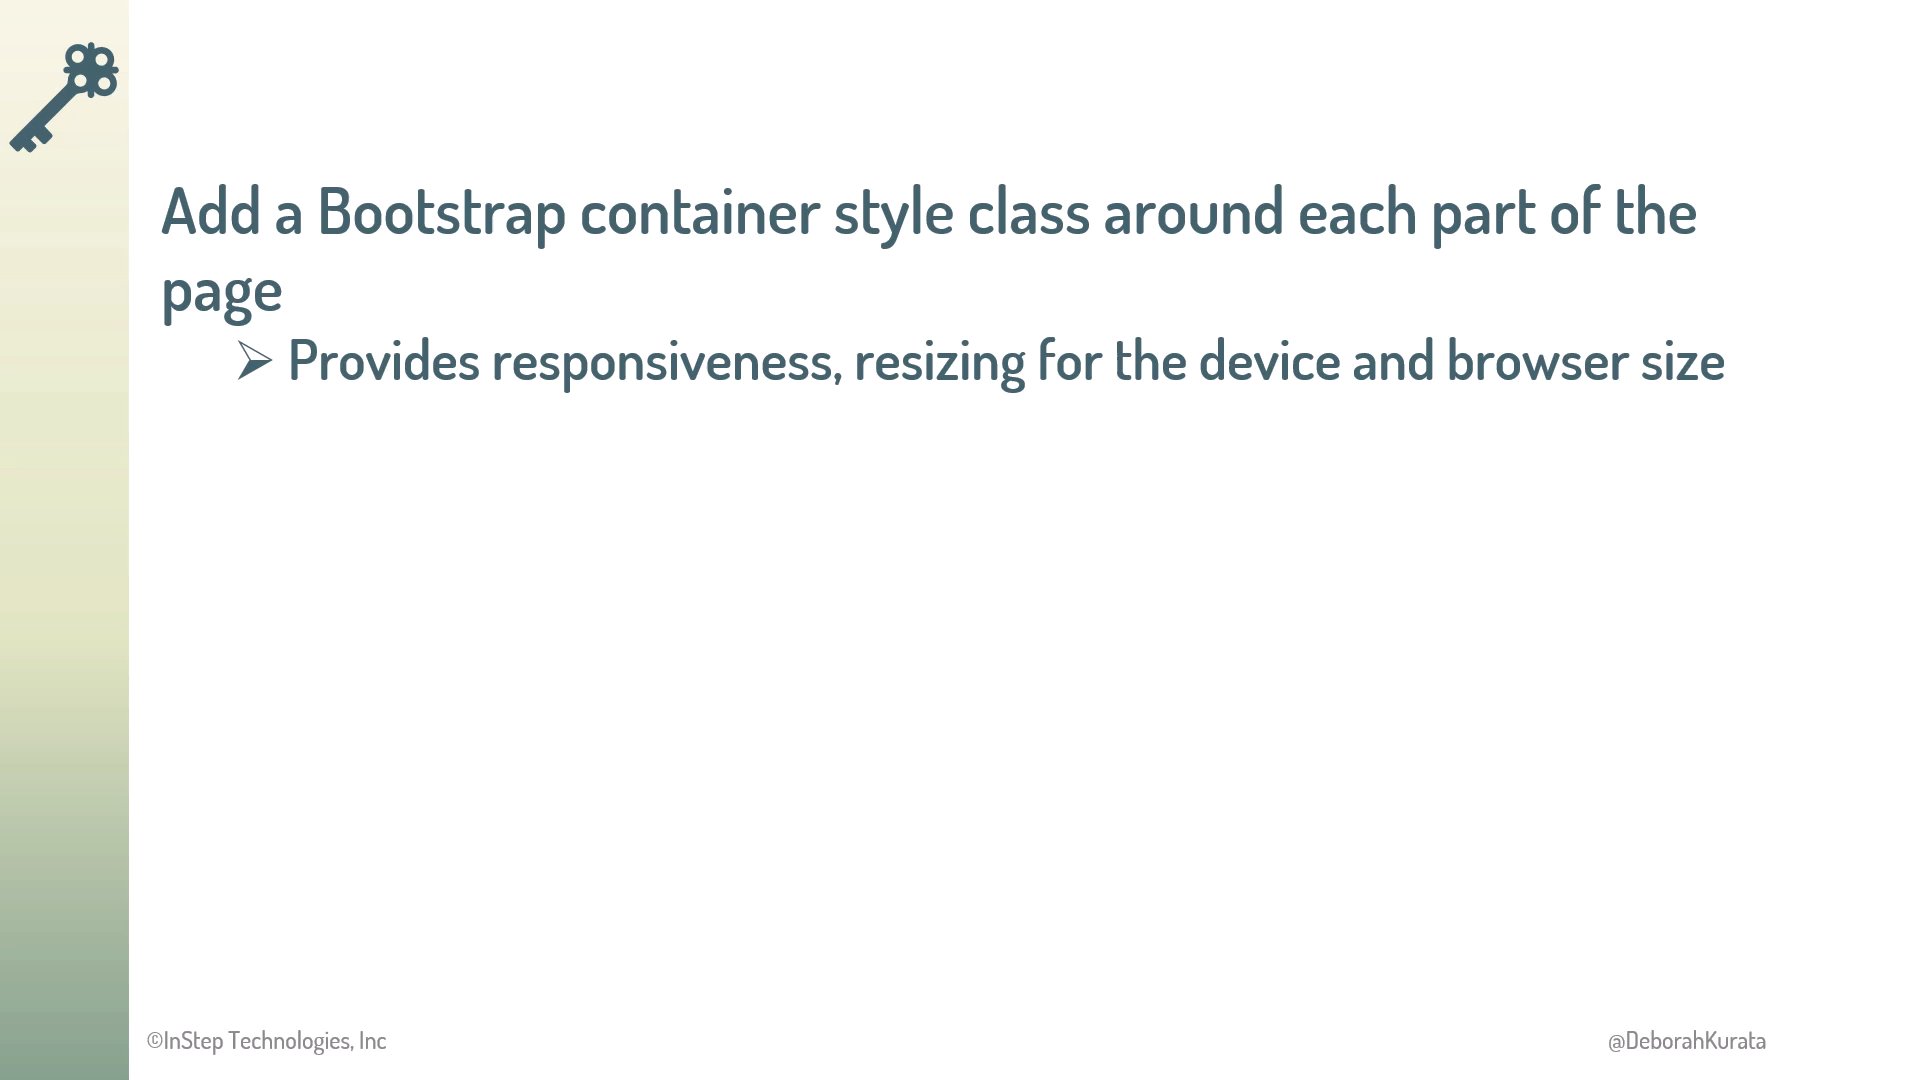 Add a Bootstrap container style class around each part of the
page
➢ Provides responsiveness, resizing for the device and browser size
©InStep Technologies, Inc
@DeborahKurata